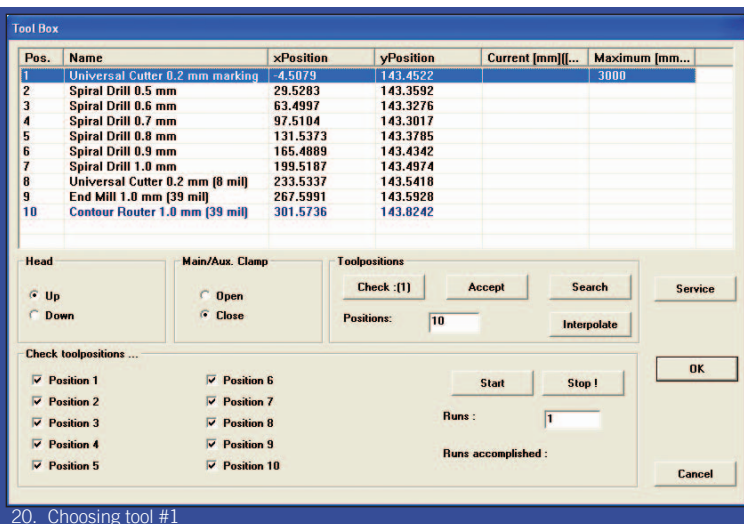 Tool Box
Pos. Name xPosition yPosition Current [mm]([... Maximum [mm...
1 Universal Cutter 0.2 mm marking -4.5079 143.4522 3000
2 Spiral Drill 0.5 mm 29.5283 143.3592
3 Spiral Drill 0.6 mm 63.4997 143.3276
4 Spiral Drill 0.7 mm 97.5104 143.3017
5 Spiral Drill 0.8 mm 131.5373 143.3785
6 Spiral Drill 0.9 mm 165.4889 143.4342
7 Spiral Drill 1.0 mm 199.5187 143.4974
8 Universal Cutter 0.2 mm (8 mil) 233.5337 143.5418
9 End Mill 1.0 mm (39 mil) 267.5991 143.5928
10 Contour Router 1.0 mm (39 mil) 301.5736 143.8242
Head Main/Aux. Clamp Toolpositions
Up Open Check :(1) Accept Search Service
Down Close Positions: 10 Interpolate
Check toolpositions ...
OK
Position 1 Position 6 Start Stop !
Position 2 Position 7
Position 3 Position 8 Runs : 1
Position 4 Position 9
Runs accomplished :
Position 5 Position 10
Cancel
20. Choosing tool #1